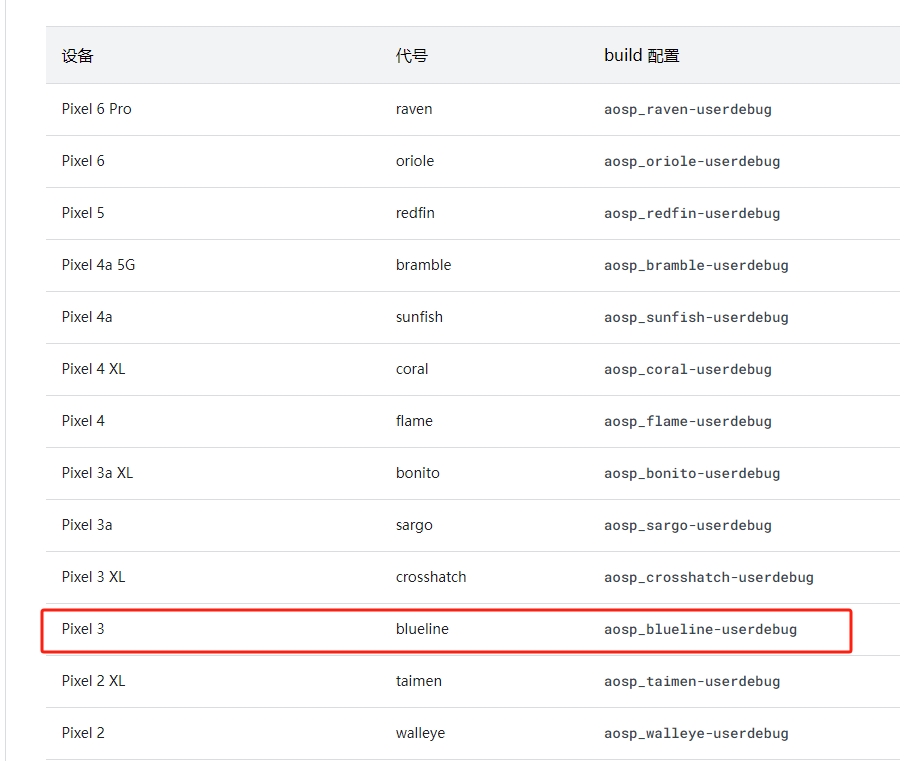 设备 代号 build 配置
Pixel 6 Pro raven aosp_raven-userdebug
Pixel 6 oriole aosp_oriole-userdebug
Pixel 5 redfin aosp_redfin-userdebug
Pixel 4a 5G bramble aosp_bramble-userdebug
Pixel 4a sunfish aosp_sunfish-userdebug
Pixel 4 XL coral aosp_coral-userdebug
Pixel 4 flame aosp_flame-userdebug
Pixel 3a XL bonito aosp_bonito-userdebug
Pixel 3a sargo aosp_sargo-userdebug
Pixel 3 XL crosshatch aosp_crosshatch-userdebug
Pixel 3 blueline aosp_blueline-userdebug
Pixel 2 XL taimen aosp_taimen-userdebug
Pixel 2 walleye aosp_walleye-userdebug